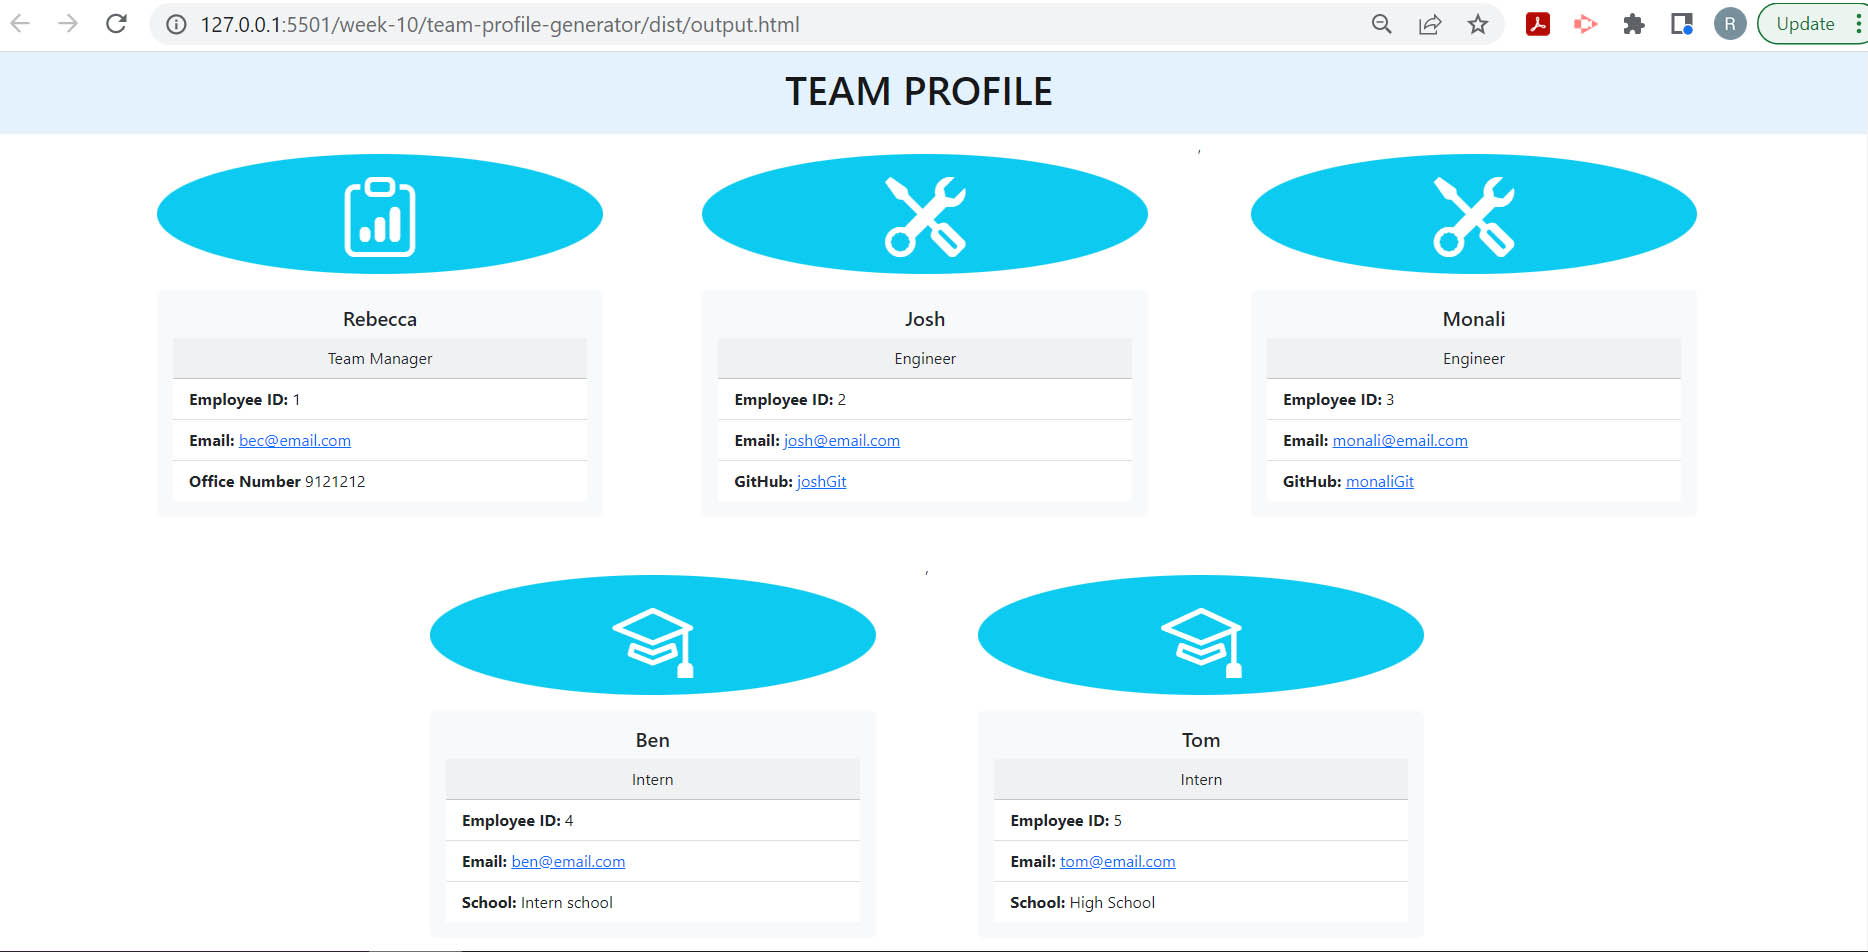 127.0.0.1:5501/week-10/team-profile-generator/dist/output.html
R
Update
TEAM PROFILE
,
Rebecca
Team Manager
Employee ID: 1
Email: bec@email.com
Office Number 9121212
Josh
Engineer
Employee ID: 2
Email: josh@email.com
GitHub: joshGit
Monali
Engineer
Employee ID: 3
Email: monali@email.com
GitHub: monaliGit
,
Ben
Intern
Employee ID: 4
Email: ben@email.com
School: Intern school
Tom
Intern
Employee ID: 5
Email: tom@email.com
School: High School